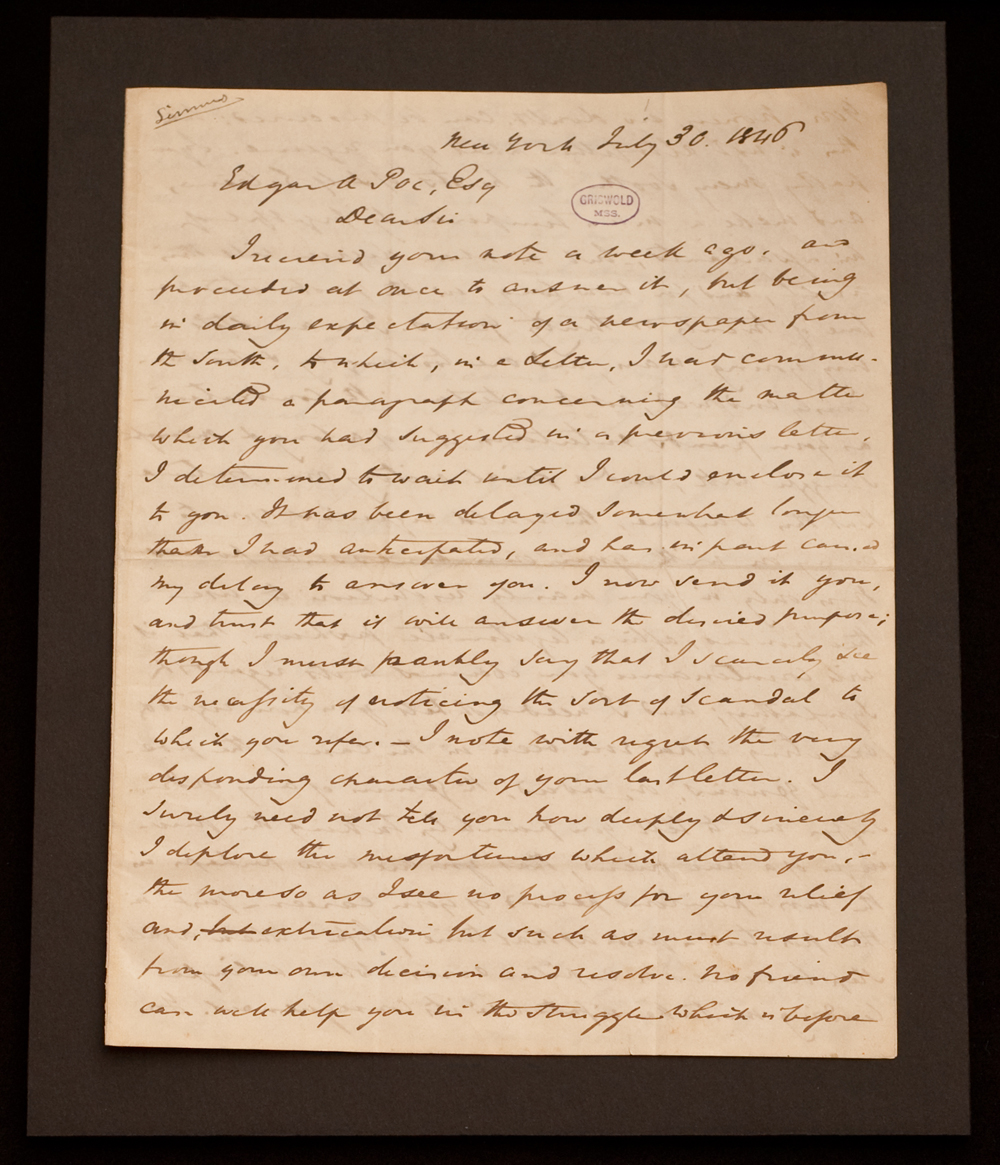 Simms
New York July 30. 1846
Edgar A Poe, Esq
GRISWOLD
MSS.
Dear Sir
I received your note a week ago, and
proceeded at once to answer it, but being
in daily expectation of a newspaper from
the South, to which, in a Letter, I had commu-
nicated a paragraph concerning the matter
which you had suggested in a previous letter,
I determined to wait until I could enclose it
to you. It has been delayed somewhat longer
than I had anticipated, and has in part caused
my delay to answer you. I now send it you,
and trust that it will answer the desired purpose;
though I must frankly say that I scarcely see
the necessity of noticing the sort of scandal to
which you refer. — I note with regret the very
desponding character of your last letter. I
surely need not tell you how deeply & sincerely
I deplore the misfortunes which attend you, –
the more so as I see no process for your relief
and, but extrication but such as must result
from your own decision and resolve. No friend
can well help you in the struggle which is before